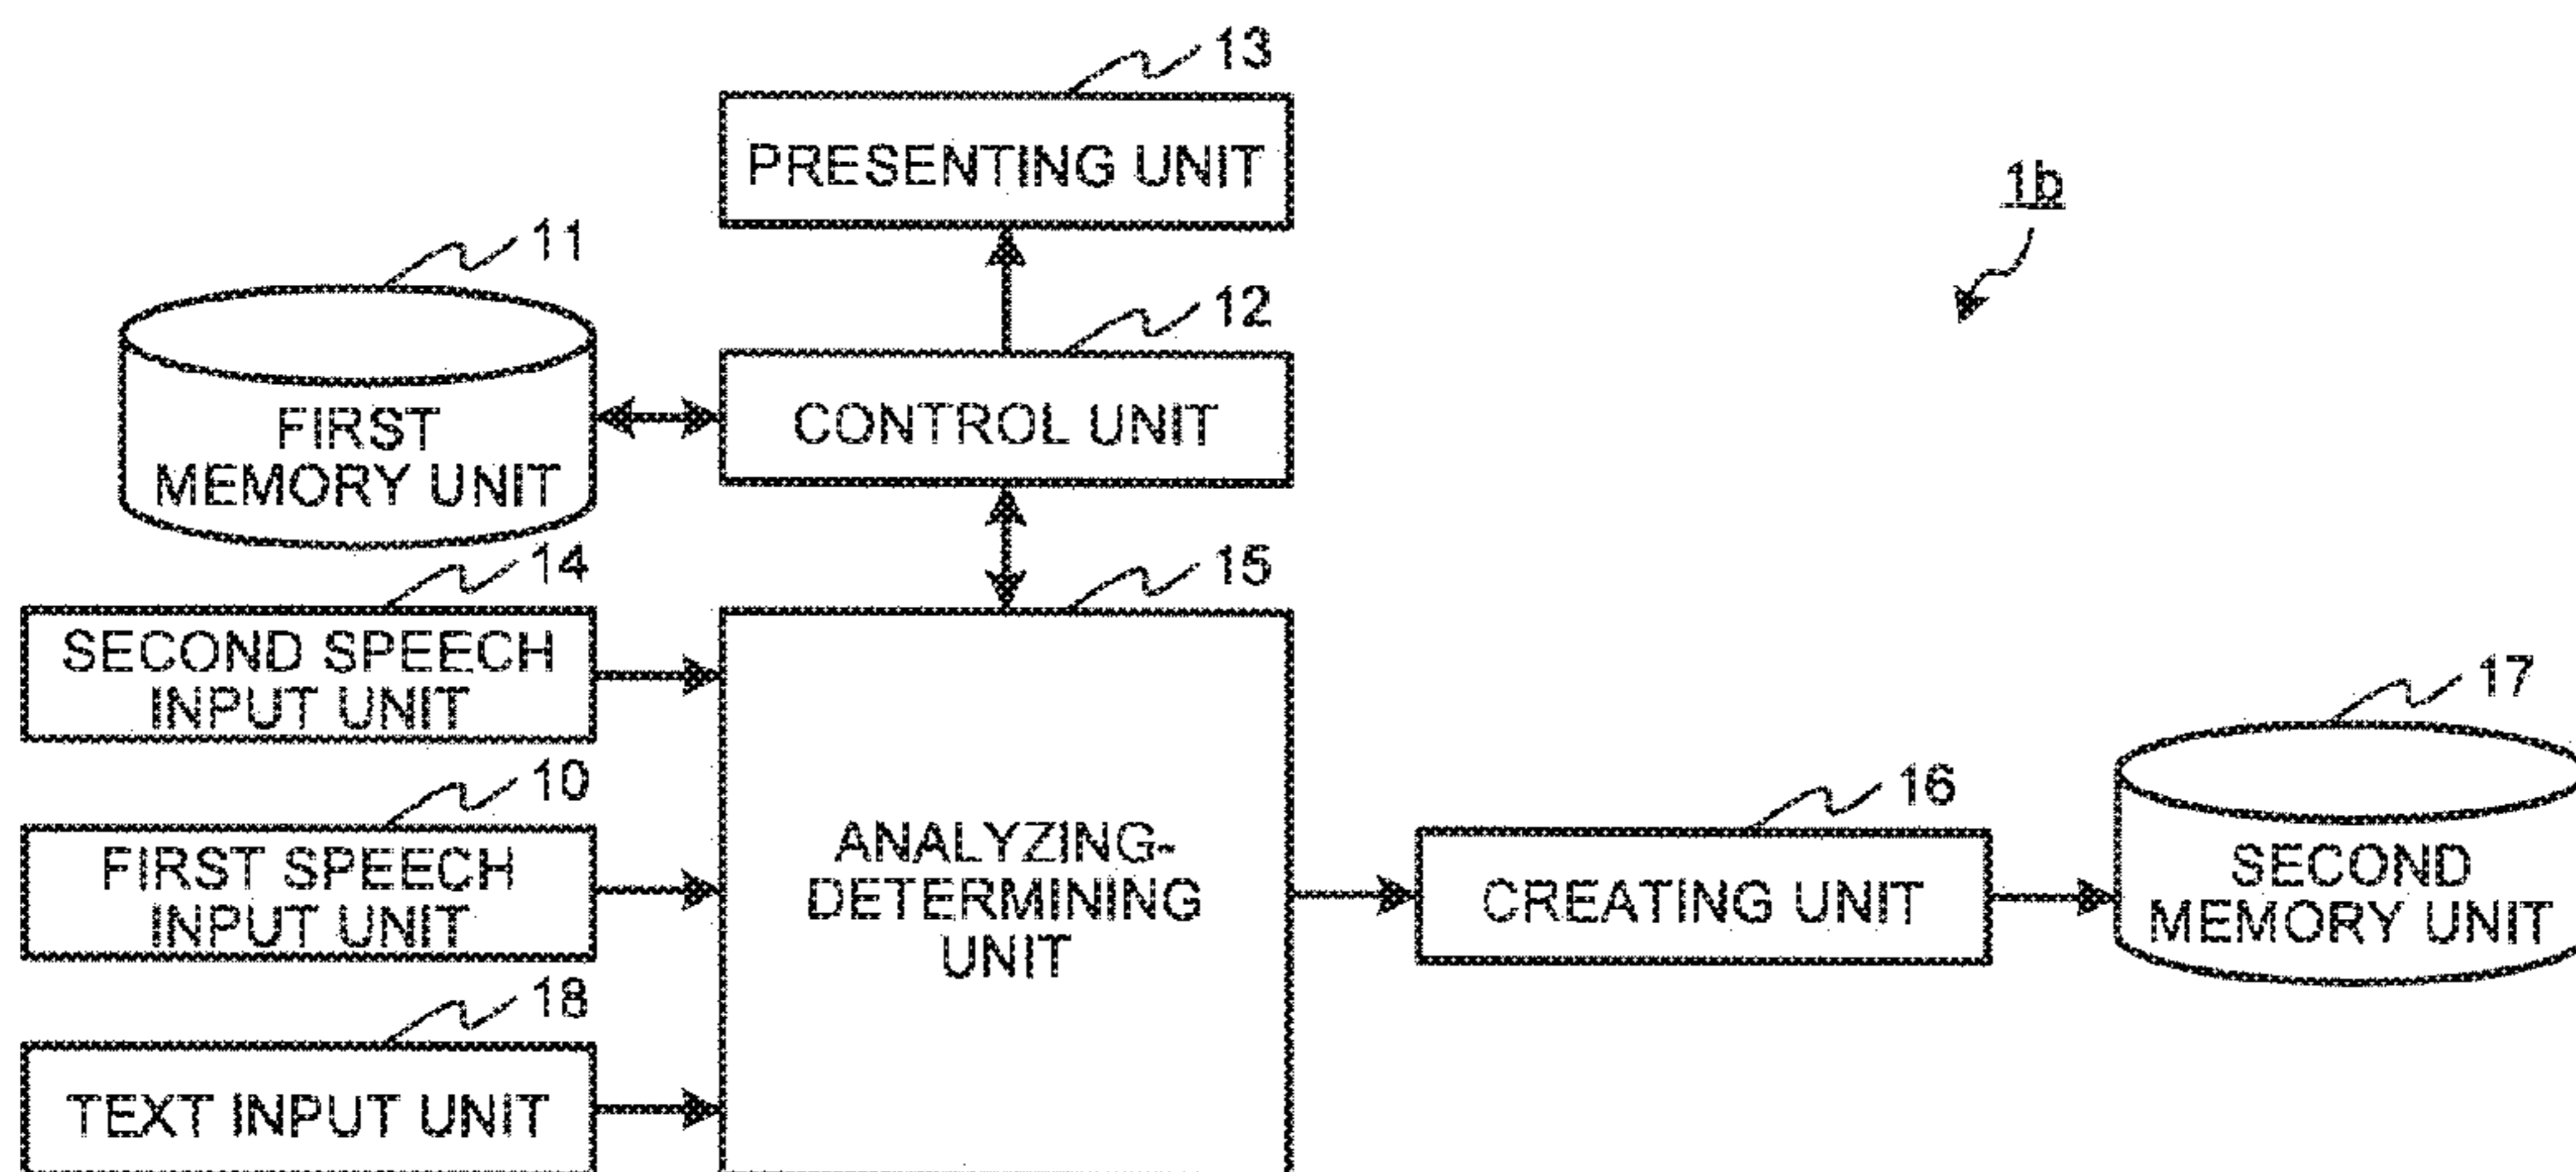 13
PRESENTING UNIT
1b
11
FIRST
MEMORY UNIT
12
CONTROL UNIT
14
SECOND SPEECH
INPUT UNIT
15
ANALYZING-
DETERMINING
UNIT
10
FIRST SPEECH
INPUT UNIT
18
TEXT INPUT UNIT
16
CREATING UNIT
17
SECOND
MEMORY UNIT